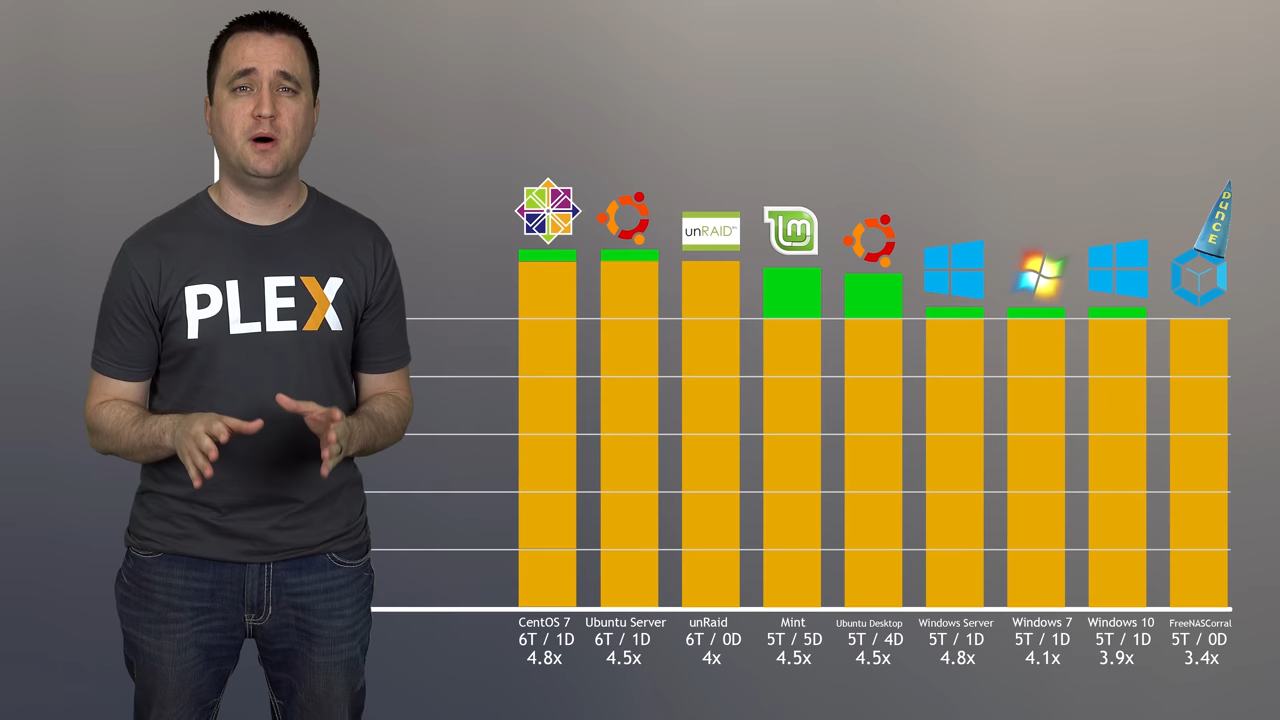 PLEX
unRAID
DUNCE
CentOS 7
6T / 1D
4.8x
Ubuntu Server
6T / 1D
4.5x
unRaid
6T / 0D
4x
Mint
5T / 5D
4.5x
Ubuntu Desktop
5T / 4D
4.5x
Windows Server
5T / 1D
4.8x
Windows 7
5T / 1D
4.1x
Windows 10
5T / 1D
3.9x
FreeNASCorral
5T / 0D
3.4x